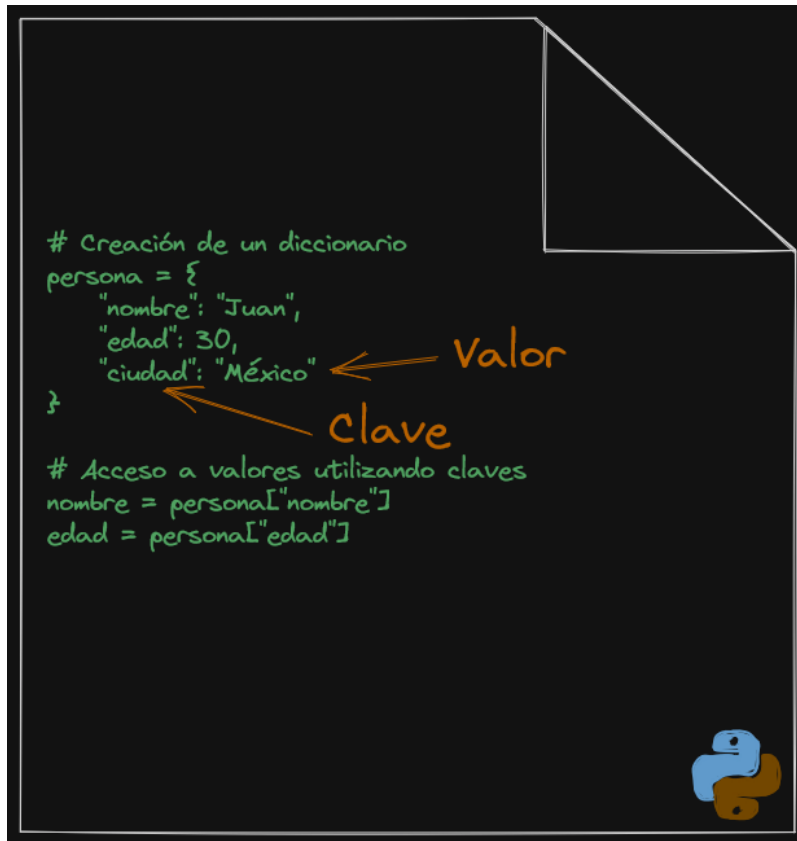 # Creación de un diccionario
persona = {
    "nombre": "Juan",
    "edad": 30,
    "ciudad": "México"
}
Valor
Clave
# Acceso a valores utilizando claves
nombre = persona["nombre"]
edad = persona["edad"]